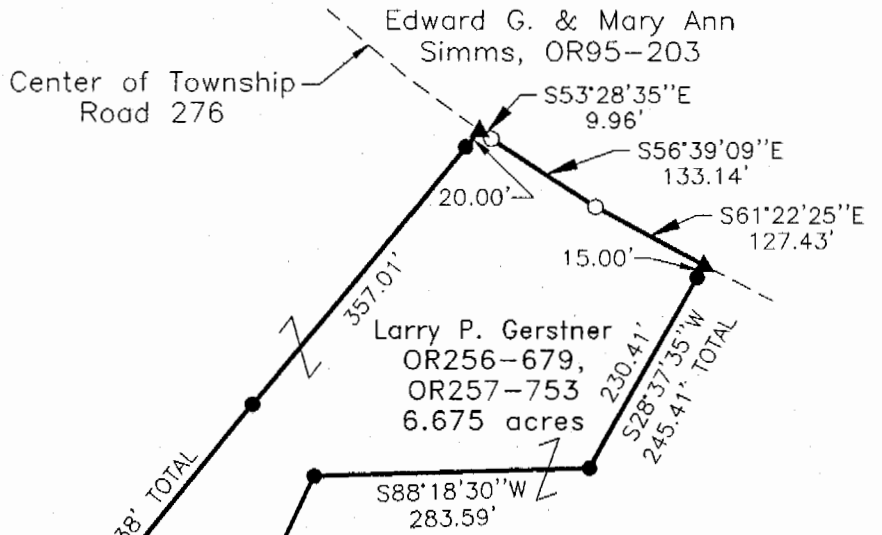 Edward G. & Mary Ann
Simms, OR95-203
Center of Township
Road 276
S53°28'35"E
9.96'
S56°39'09"E
133.14'
20.00'
S61°22'25"E
127.43'
15.00'
357.01'
Larry P. Gerstner
OR256-679,
OR257-753
6.675 acres
230.41'
S28°37'35"W
245.41' TOTAL
S88°18'30"W
283.59'
38' TOTAL